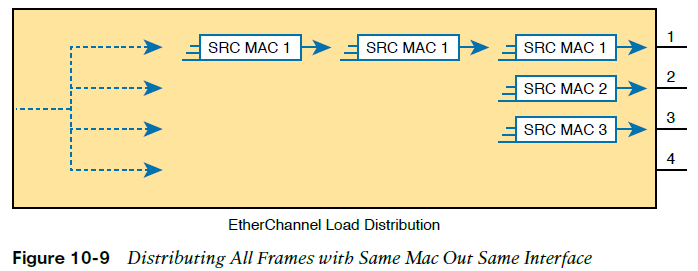 SRC MAC 1 SRC MAC 1 SRC MAC 1 1
SRC MAC 2 2
SRC MAC 3 3
4
EtherChannel Load Distribution
Figure 10-9 Distributing All Frames with Same Mac Out Same Interface